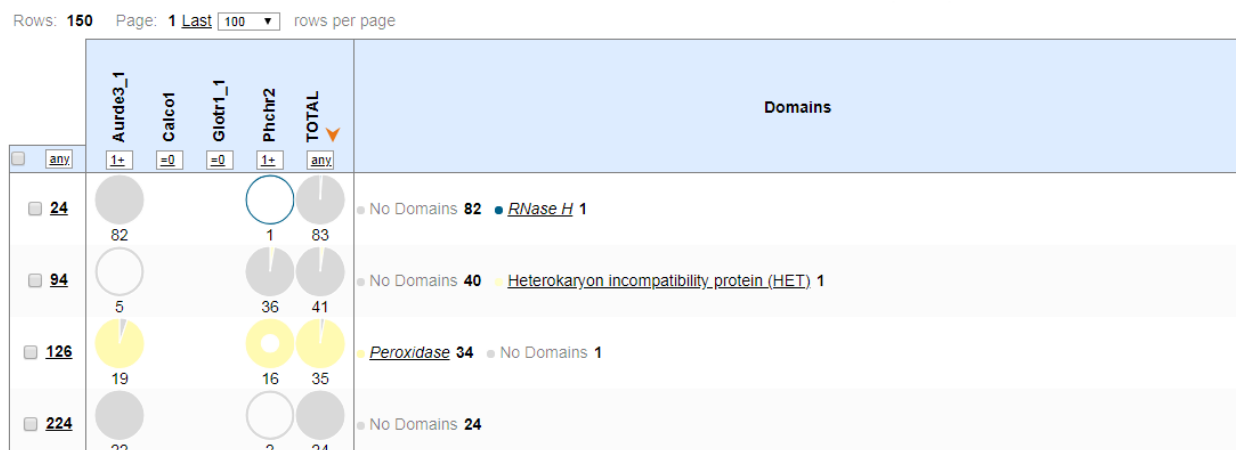 Rows: 150 Page: 1 Last 100 rows per page
Aurde3_1 Calco1 Glotr1_1 Phchr2 TOTAL Domains
any 1+ =0 =0 1+ any
24 No Domains 82 RNase H 1
82 1 83
94 No Domains 40 Heterokaryon incompatibility protein (HET) 1
5 36 41
126 Peroxidase 34 No Domains 1
19 16 35
224 No Domains 24